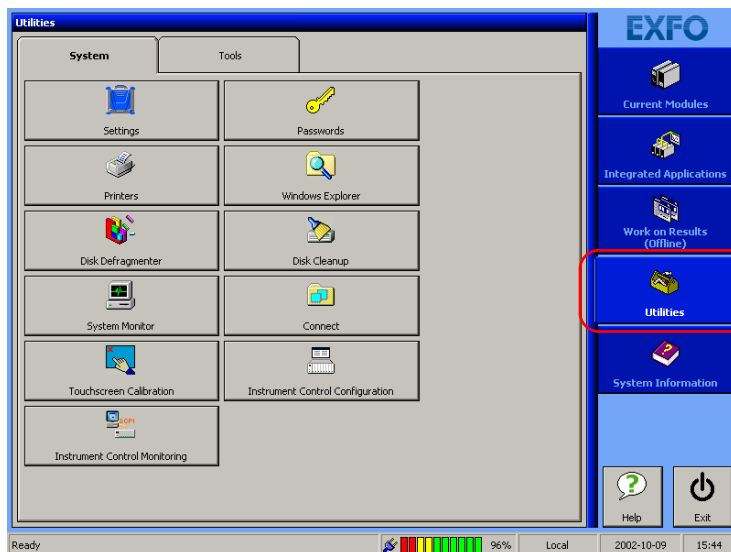 Utilities
EXFO
System
Tools
Settings
Passwords
Printers
Windows Explorer
Disk Defragmenter
Disk Cleanup
System Monitor
Connect
Touchscreen Calibration
Instrument Control Configuration
SCPI
Instrument Control Monitoring
Current Modules
Integrated Applications
Work on Results
(Offline)
Utilities
System Information
Help
Exit
Ready
96%
Local
2002-10-09
15:44